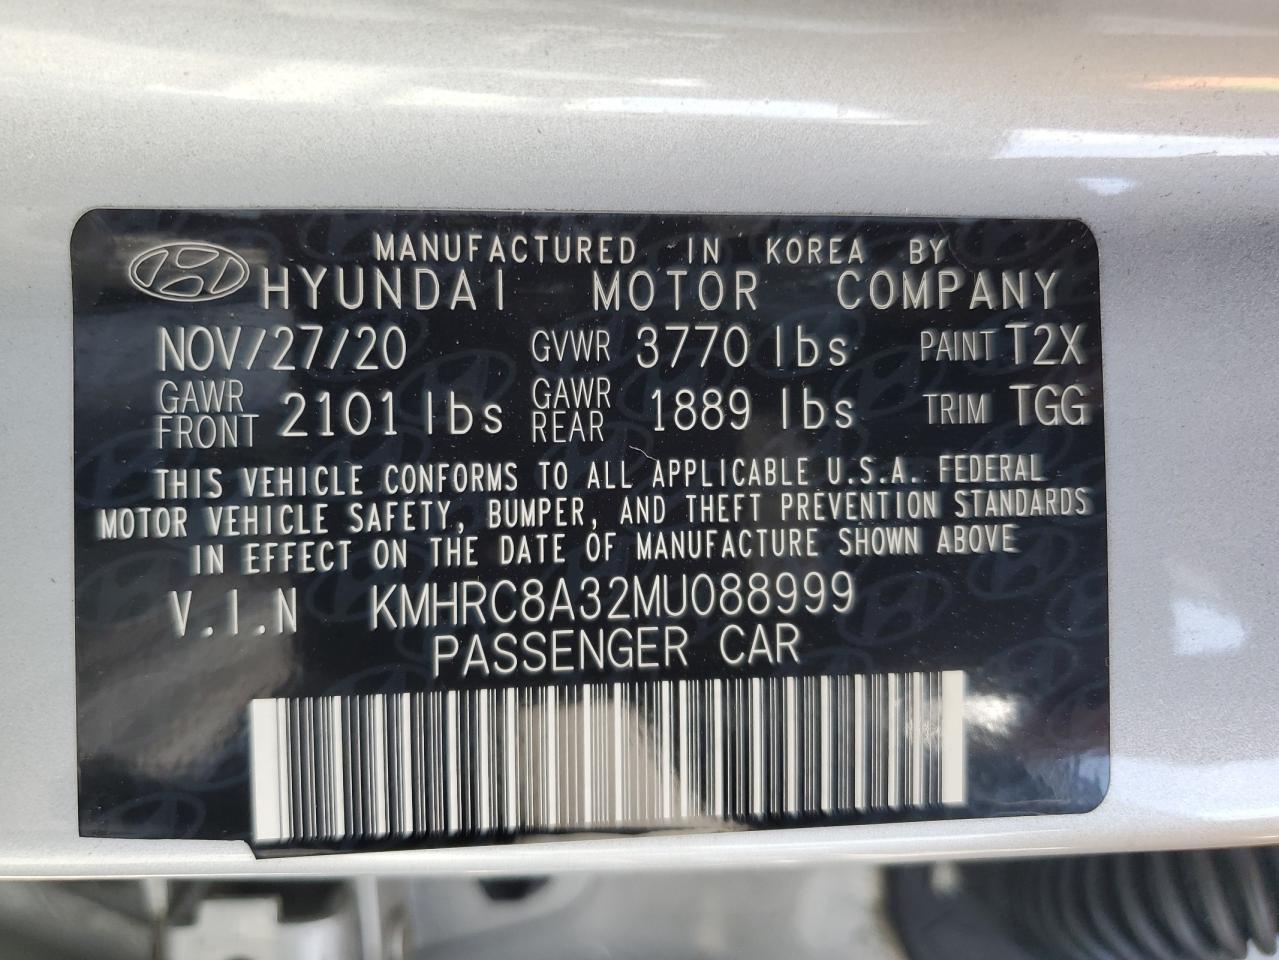 MANUFACTURED IN KOREA BY
HYUNDAI MOTOR COMPANY
NOV/27/20 GVWR 3770 lbs PAINT T2X
GAWR FRONT 2101 lbs GAWR REAR 1889 lbs TRIM TGG
THIS VEHICLE CONFORMS TO ALL APPLICABLE U.S.A. FEDERAL
MOTOR VEHICLE SAFETY, BUMPER, AND THEFT PREVENTION STANDARDS
IN EFFECT ON THE DATE OF MANUFACTURE SHOWN ABOVE
V.I.N KMHRC8A32MU088999
PASSENGER CAR